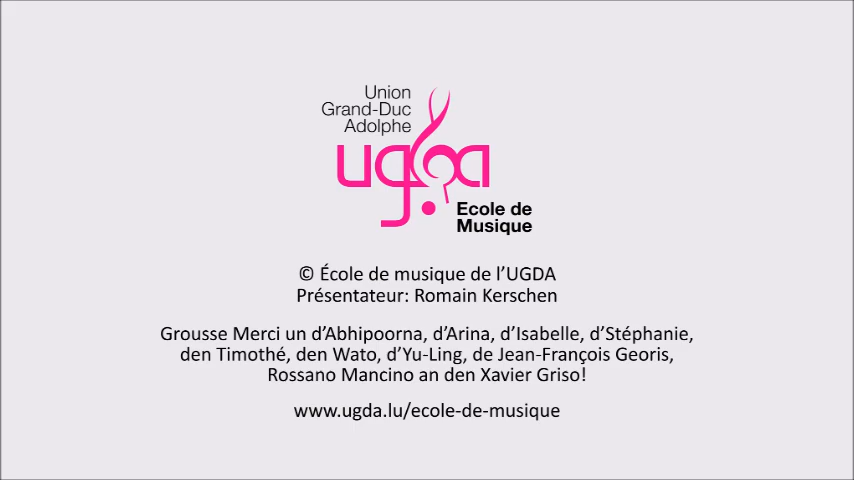 Union
Grand-Duc
Adolphe
ugda
Ecole de
Musique
© École de musique de l’UGDA
Présentateur: Romain Kerschen
Grousse Merci un d’Abhipoorna, d’Arina, d’Isabelle, d’Stéphanie,
den Timothé, den Wato, d’Yu-Ling, de Jean-François Georis,
Rossano Mancino an den Xavier Griso!
www.ugda.lu/ecole-de-musique